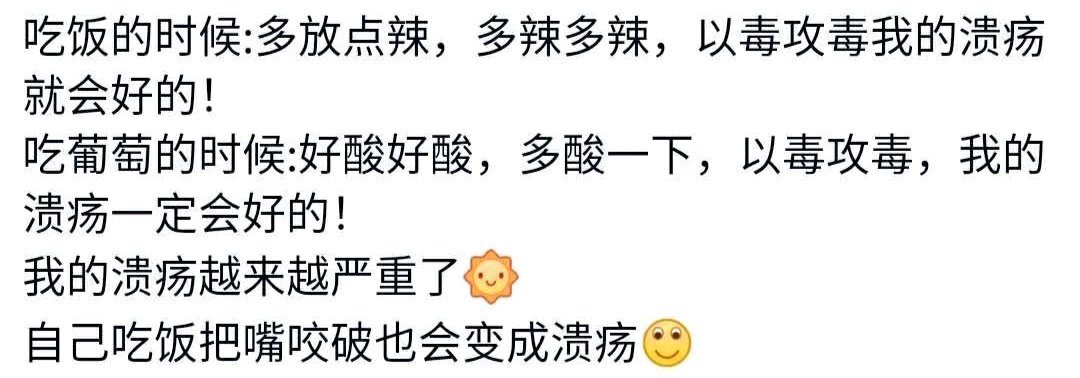 吃饭的时候:多放点辣，多辣多辣，以毒攻毒我的溃疡
就会好的！
吃葡萄的时候:好酸好酸，多酸一下，以毒攻毒，我的
溃疡一定会好的！
我的溃疡越来越严重了
自己吃饭把嘴咬破也会变成溃疡